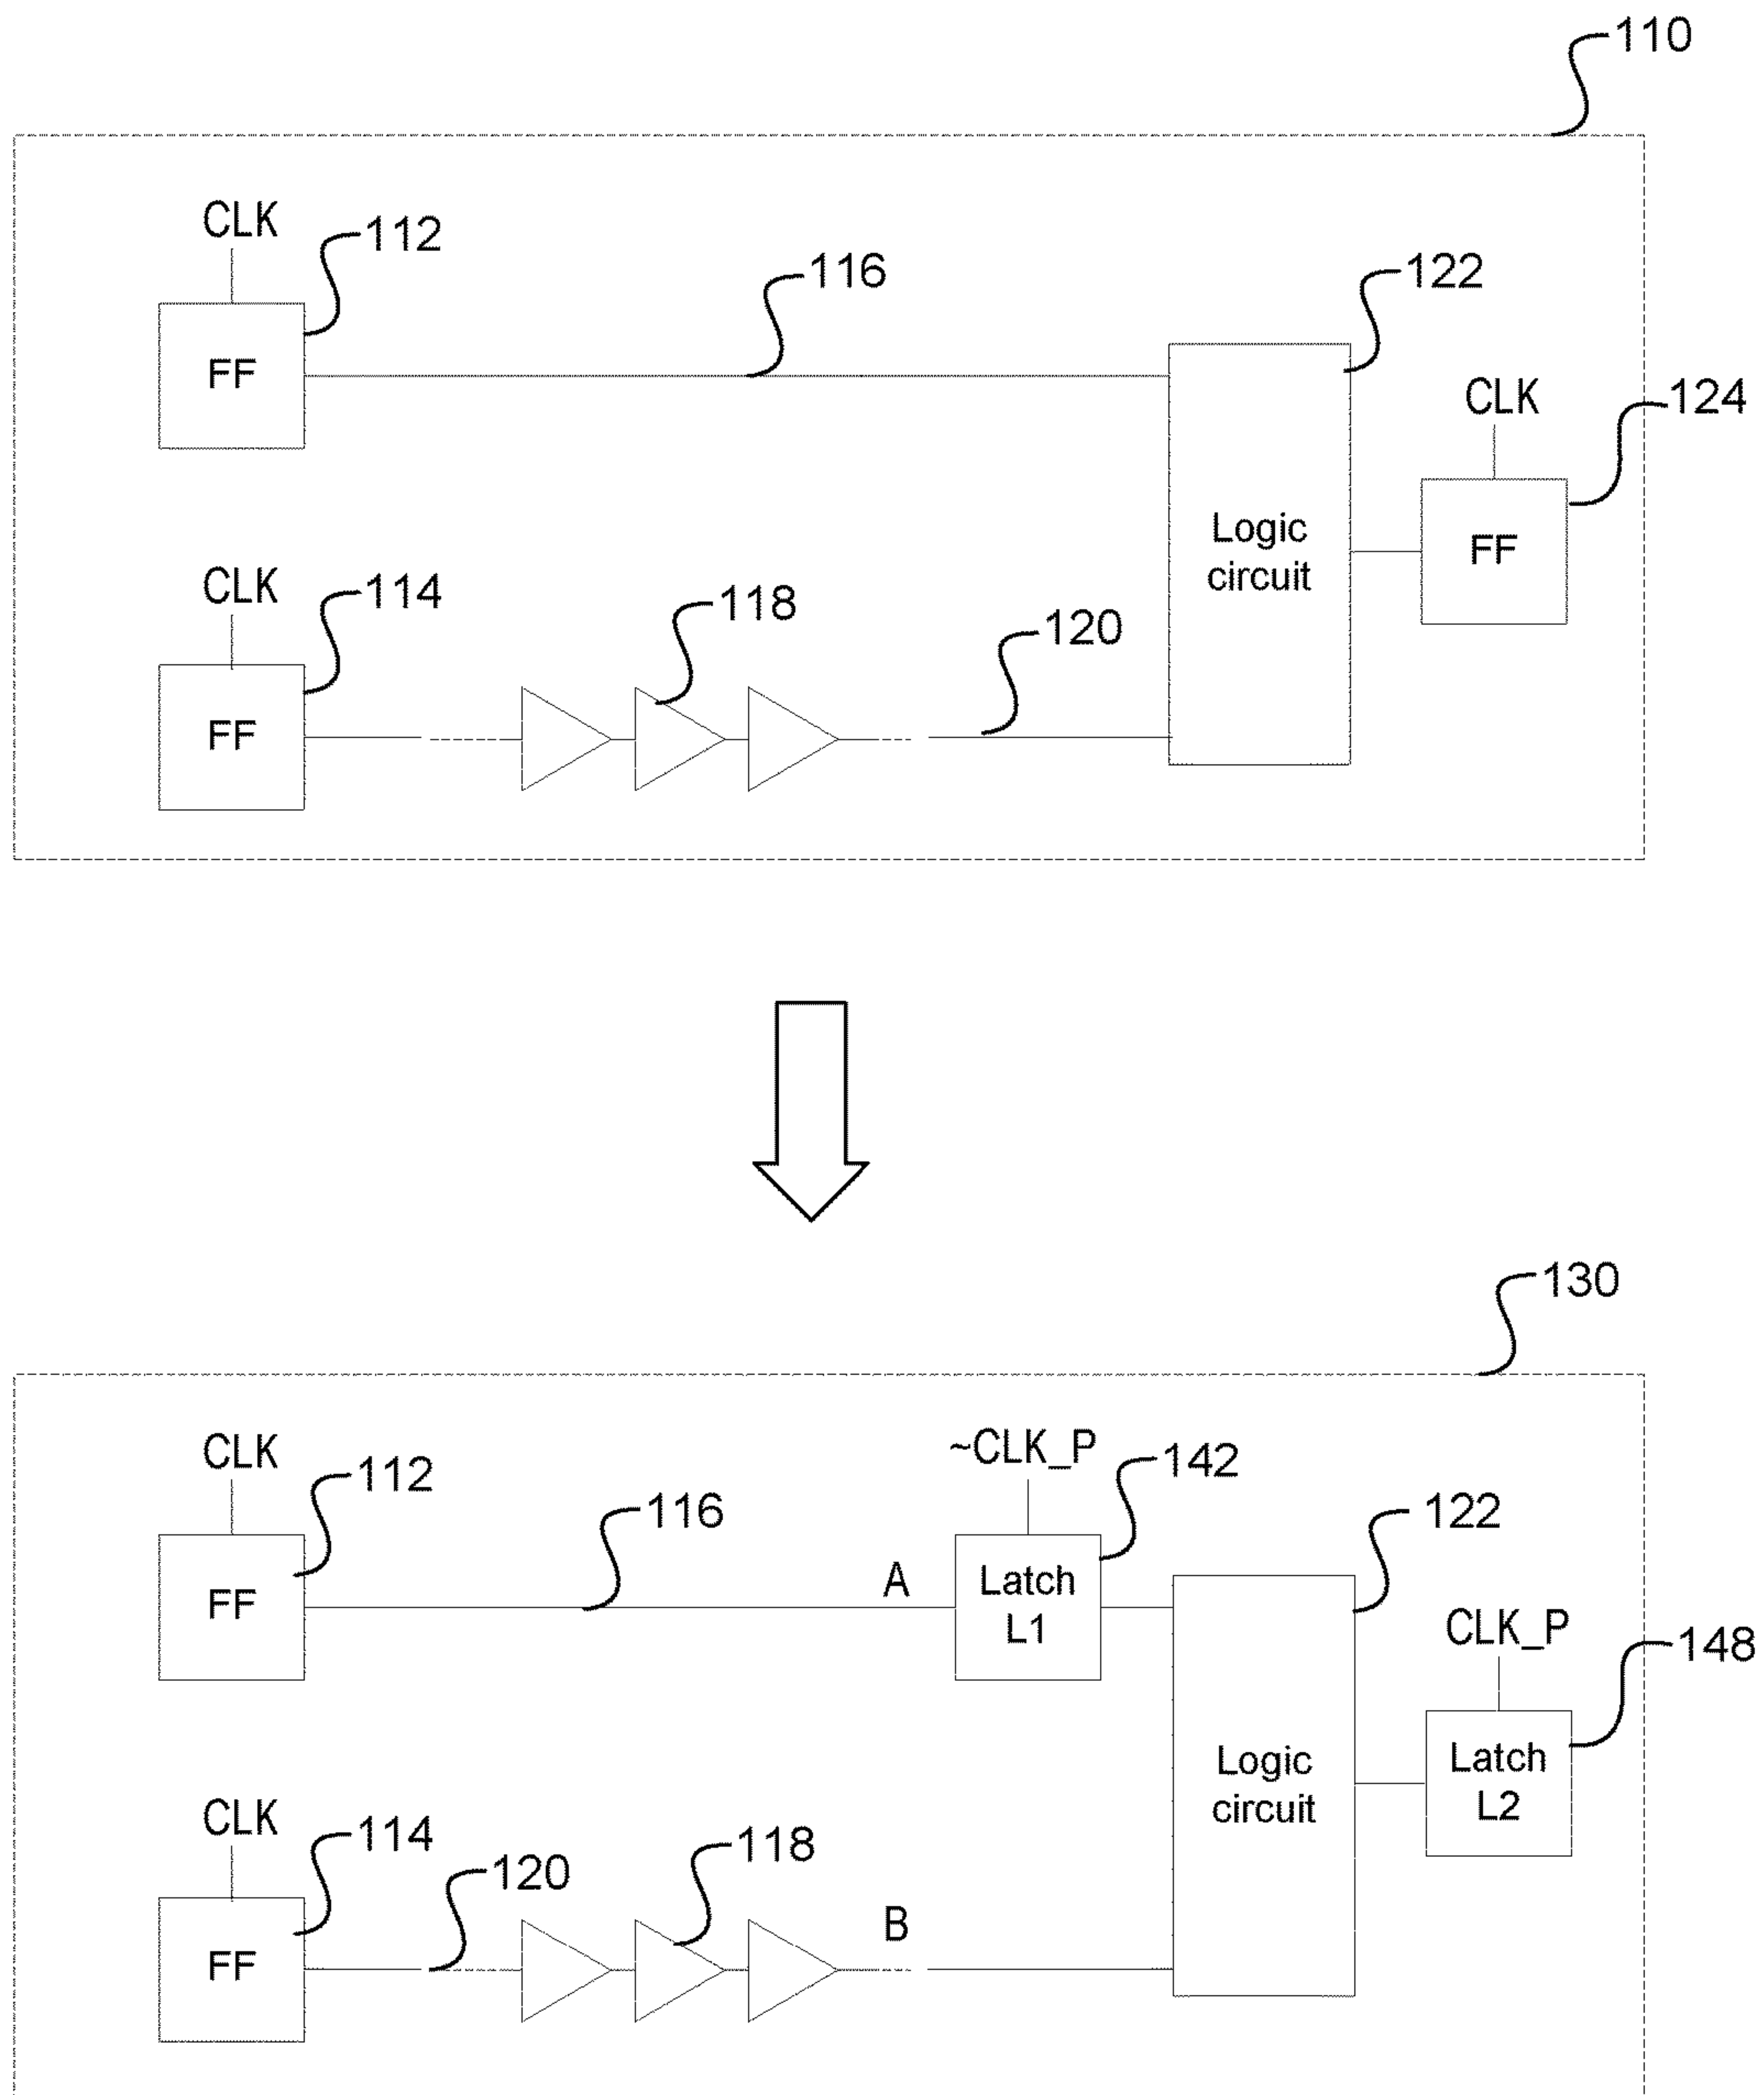 110
CLK
112
116
122
FF
CLK
124
Logic
circuit
FF
CLK
114
118
120
FF
130
CLK
112
116
~CLK_P
142
122
FF
A
Latch
L1
CLK_P
148
Logic
circuit
Latch
L2
CLK
114
120
118
FF
B